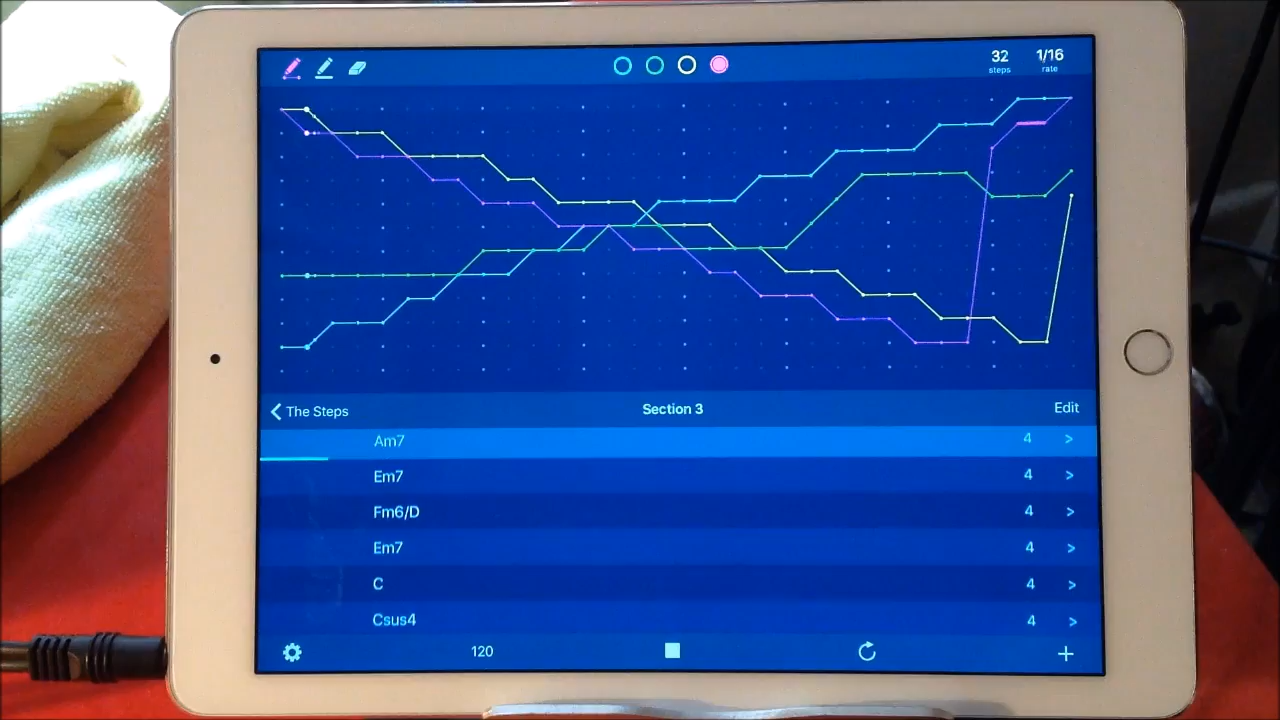 32 1/16
steps rate
The Steps Section 3 Edit
Am7 4 >
Em7 4 >
Fm6/D 4 >
Em7 4 >
C 4 >
Csus4 4 >
120